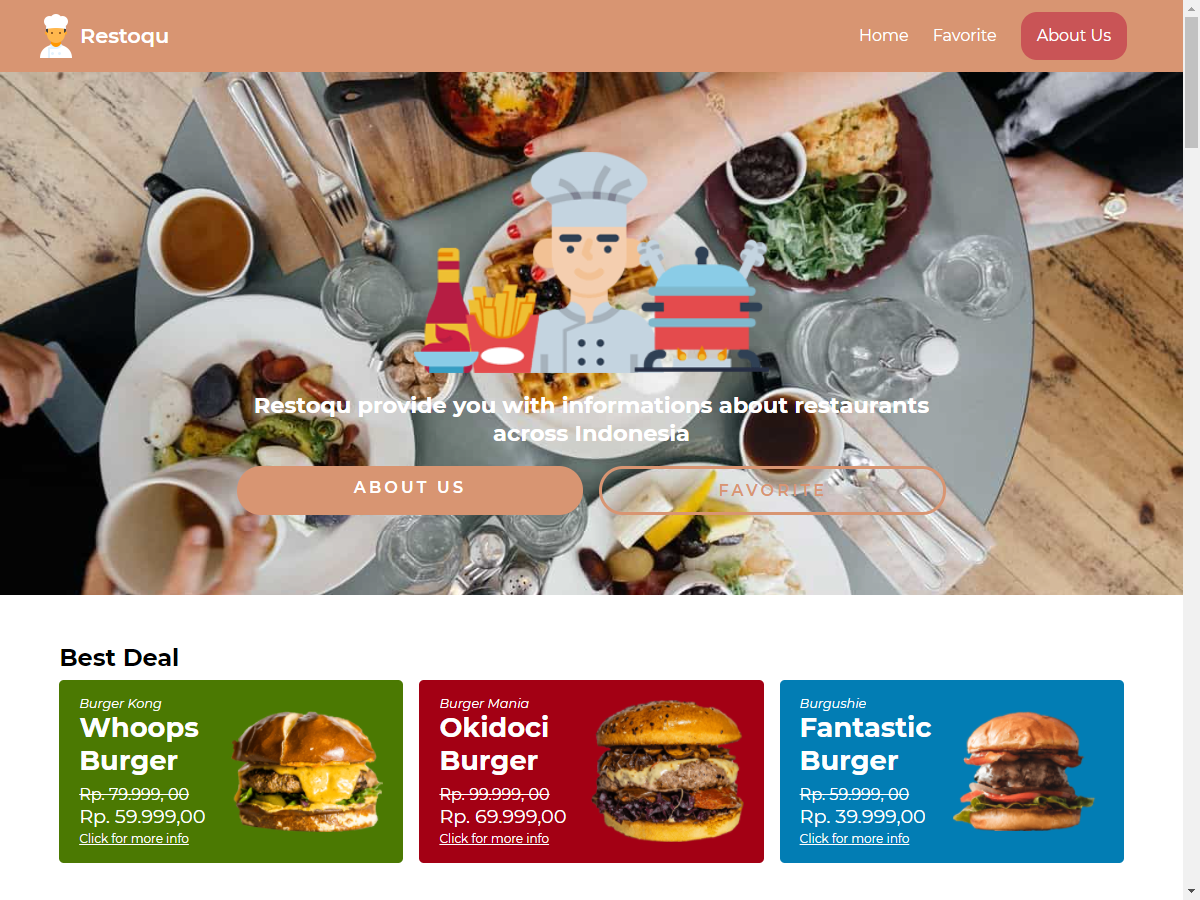 Restoqu
Home
Favorite
About Us
Restoqu provide you with informations about restaurants
across Indonesia
ABOUT US
FAVORITE
Best Deal
Burger Kong
Whoops
Burger
Rp. 79.999, 00
Rp. 59.999,00
Click for more info
Burger Mania
Okidoci
Burger
Rp. 99.999, 00
Rp. 69.999,00
Click for more info
Burgushie
Fantastic
Burger
Rp. 59.999, 00
Rp. 39.999,00
Click for more info